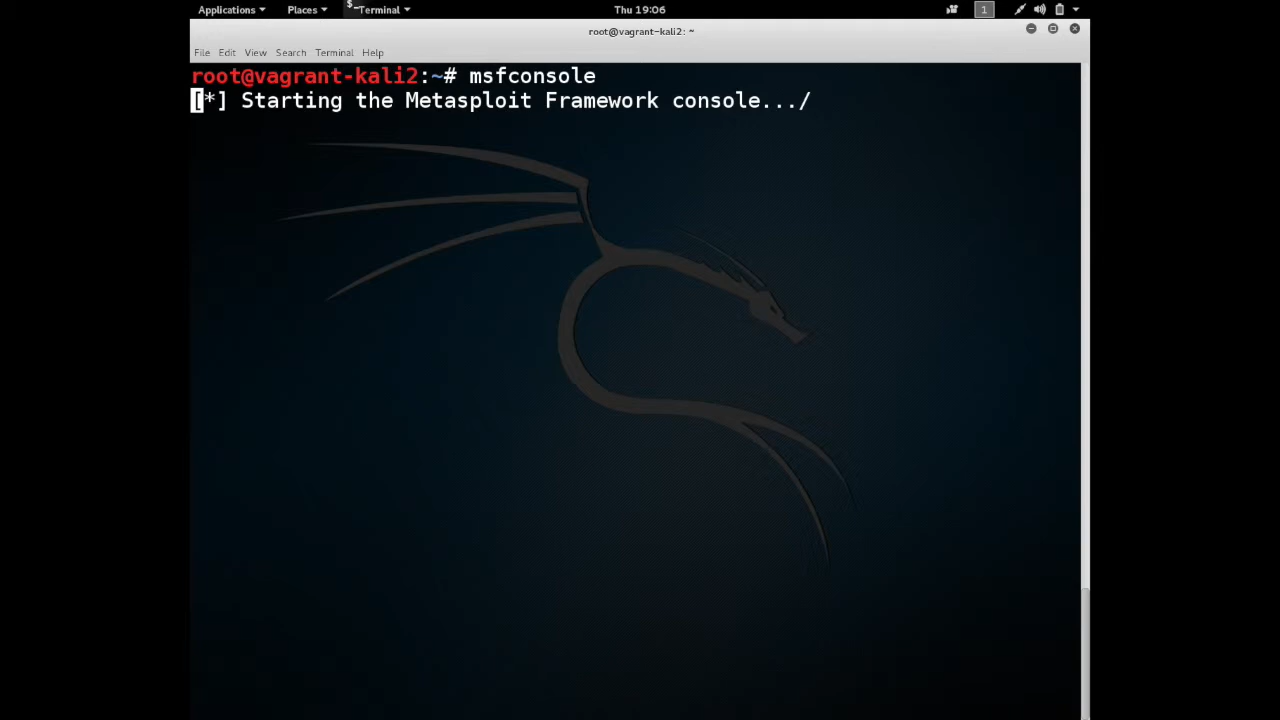 Applications Places Terminal Thu 19:06 1
root@vagrant-kali2: ~
File Edit View Search Terminal Help
root@vagrant-kali2:~# msfconsole
[*] Starting the Metasploit Framework console.../